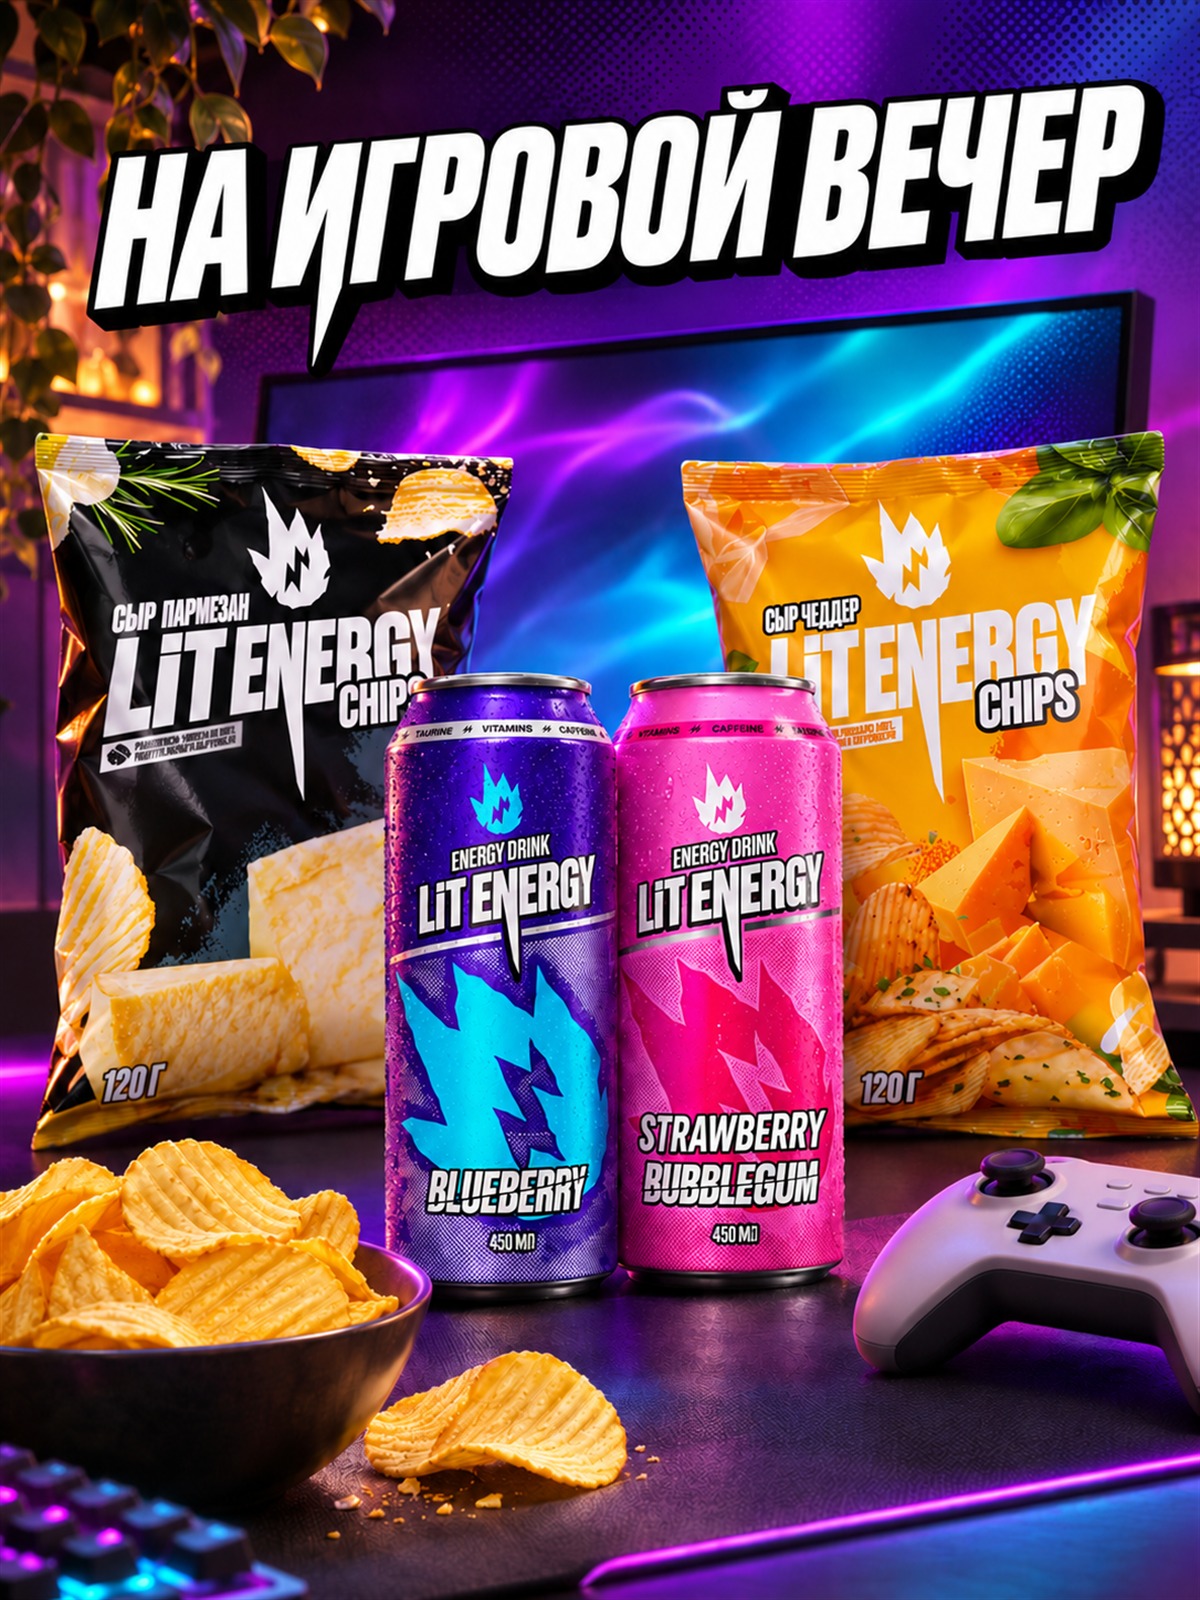 НА ИГРОВОЙ ВЕЧЕР
СЫР ПАРМЕЗАН
LIT ENERGY
CHIPS
120 Г
СЫР ЧЕДДЕР
LIT ENERGY
CHIPS
120 Г
TAURINE VITAMINS CAFFEINE
ENERGY DRINK
LIT ENERGY
BLUEBERRY
450 МЛ
VITAMINS CAFFEINE TAURINE
ENERGY DRINK
LIT ENERGY
STRAWBERRY
BUBBLEGUM
450 МЛ